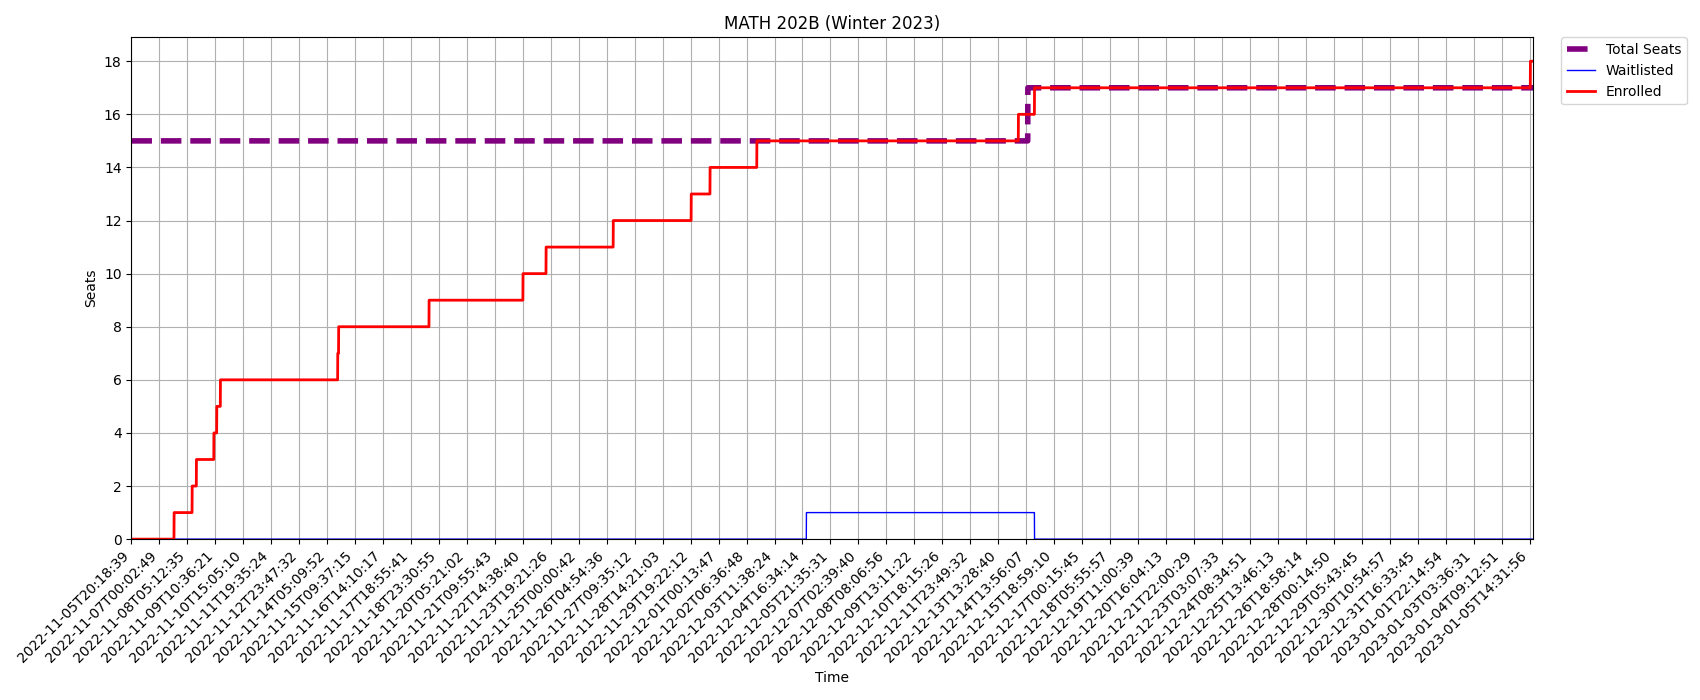 MATH 202B (Winter 2023)
Total Seats
Waitlisted
Enrolled
18
16
14
12
10
8
6
4
2
0
Seats
2022-11-05T20:18:39
2022-11-07T00:02:49
2022-11-08T05:12:35
2022-11-09T10:36:21
2022-11-10T15:05:10
2022-11-11T19:35:24
2022-11-12T23:47:32
2022-11-14T05:09:52
2022-11-15T09:37:15
2022-11-16T14:10:17
2022-11-17T18:55:41
2022-11-18T23:30:55
2022-11-20T05:21:02
2022-11-21T09:55:43
2022-11-22T14:38:40
2022-11-23T19:21:26
2022-11-25T00:00:42
2022-11-26T04:54:36
2022-11-27T09:35:12
2022-11-28T14:21:03
2022-11-29T19:22:12
2022-12-01T00:13:47
2022-12-02T06:36:48
2022-12-03T11:38:24
2022-12-04T16:34:14
2022-12-05T21:35:31
2022-12-07T02:39:40
2022-12-08T08:06:56
2022-12-09T13:11:22
2022-12-10T18:15:26
2022-12-11T23:49:32
2022-12-13T13:28:40
2022-12-14T13:56:07
2022-12-15T18:59:10
2022-12-17T00:15:45
2022-12-18T05:55:57
2022-12-19T11:00:39
2022-12-20T16:04:13
2022-12-21T22:00:29
2022-12-23T03:07:33
2022-12-24T08:34:51
2022-12-25T13:46:13
2022-12-26T18:58:14
2022-12-28T00:14:50
2022-12-29T05:43:45
2022-12-30T10:54:57
2022-12-31T16:33:45
2023-01-01T22:14:54
2023-01-03T03:36:31
2023-01-04T09:12:51
2023-01-05T14:31:56
Time